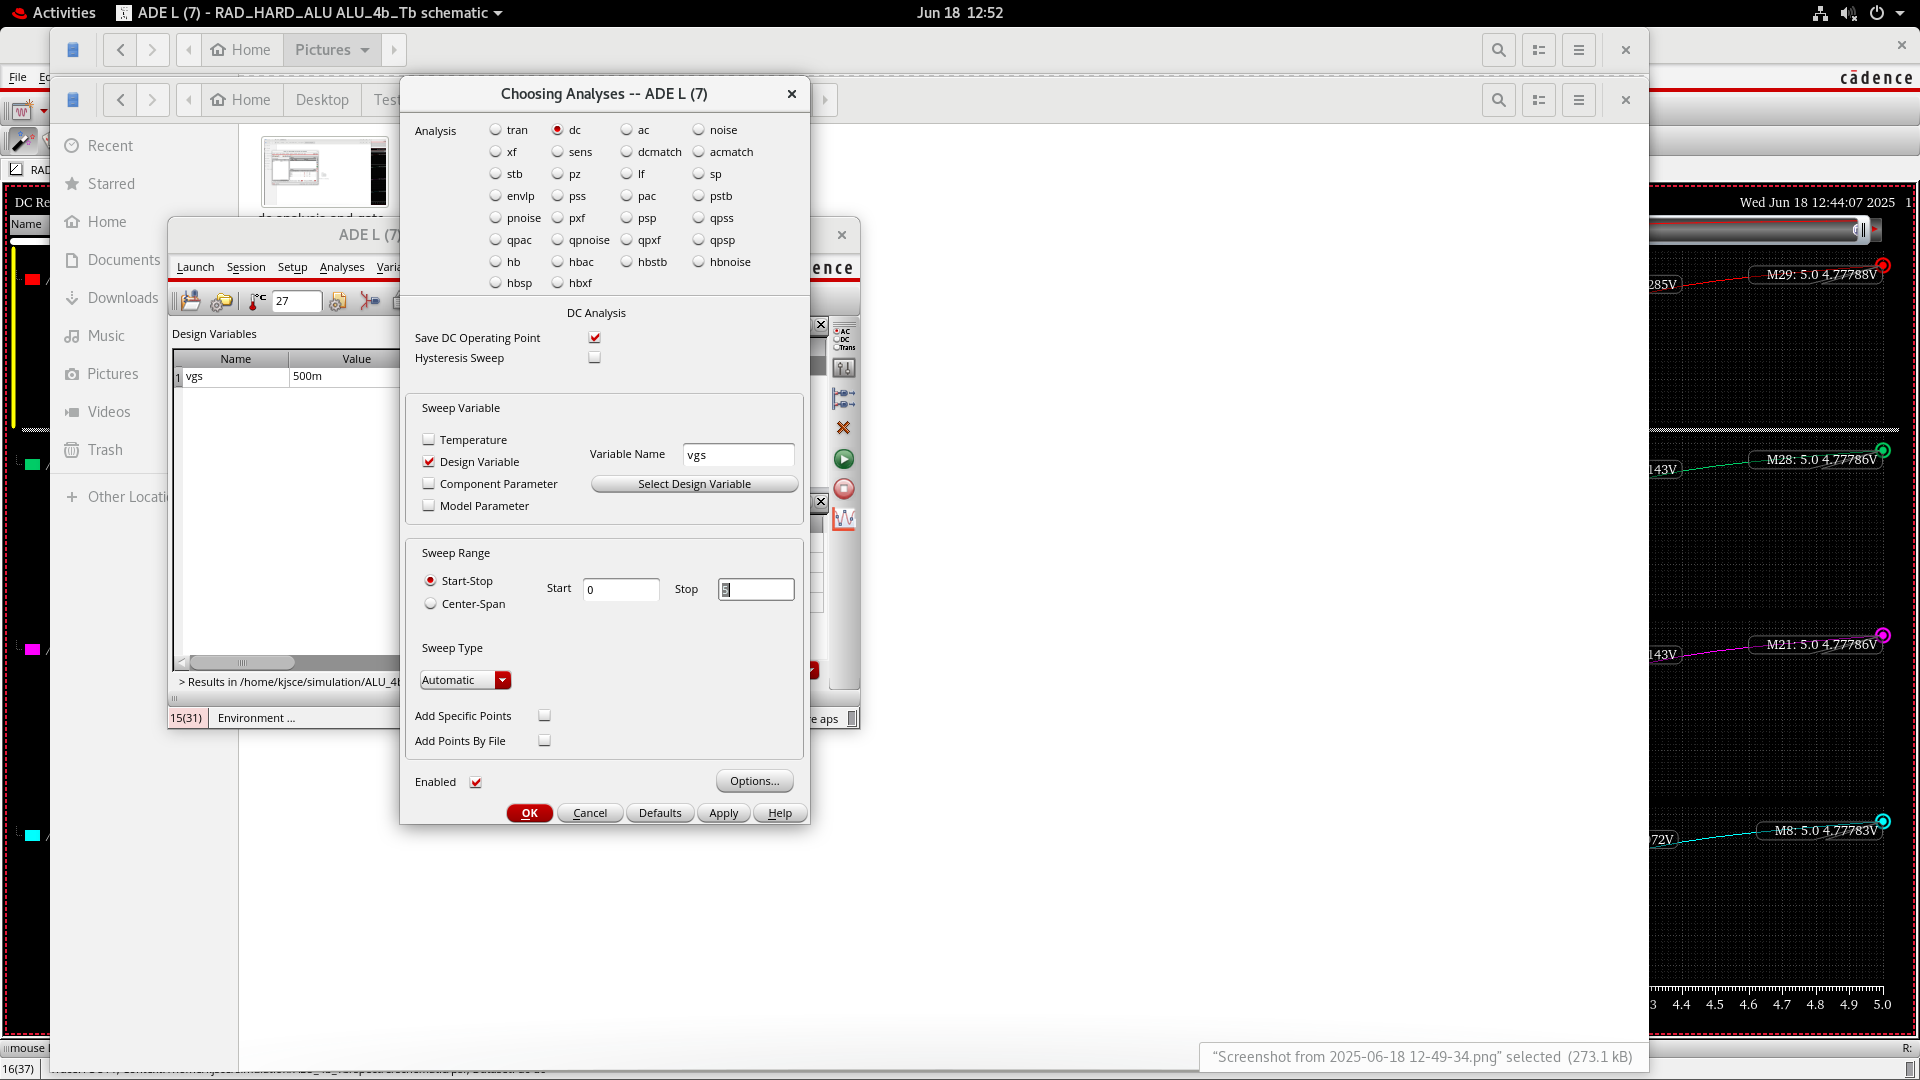 Activities
ADE L (7) - RAD_HARD_ALU ALU_4b_Tb schematic
Jun 18 12:52
Home
Pictures
File
cādence
Home
Desktop
Choosing Analyses -- ADE L (7)
Recent
Starred
Home
Documents
Downloads
Music
Pictures
Videos
Trash
RAD
Name
Wed Jun 18 12:44:07 2025
Analysis
tran dc ac noise
xf sens dcmatch acmatch
stb pz lf sp
envlp pss pac pstb
pnoise pxf psp qpss
qpac qpnoise qpxf qpsp
hb hbac hbstb hbnoise
hbsp hbxf
ADE L (7)
Launch Session Setup Analyses
27
Design Variables
Name Value
1 vgs 500m
> Results in /home/kjsce/simulation/ALU_4b
15(31) Environment ...
AC
DC
Trans
DC Analysis
Save DC Operating Point
Hysteresis Sweep
Sweep Variable
Temperature
Design Variable
Component Parameter
Model Parameter
Variable Name vgs
Select Design Variable
Sweep Range
Start-Stop
Center-Span
Start 0 Stop 5
Sweep Type
Automatic
Add Specific Points
Add Points By File
Enabled
Options...
OK Cancel Defaults Apply Help
285V
M29: 5.0 4.77788V
143V
M28: 5.0 4.77786V
143V
M21: 5.0 4.77786V
72V
M8: 5.0 4.77783V
4.4 4.5 4.6 4.7 4.8 4.9 5.0
"Screenshot from 2025-06-18 12-49-34.png" selected (273.1 kB)
mouse
R:
16(37)